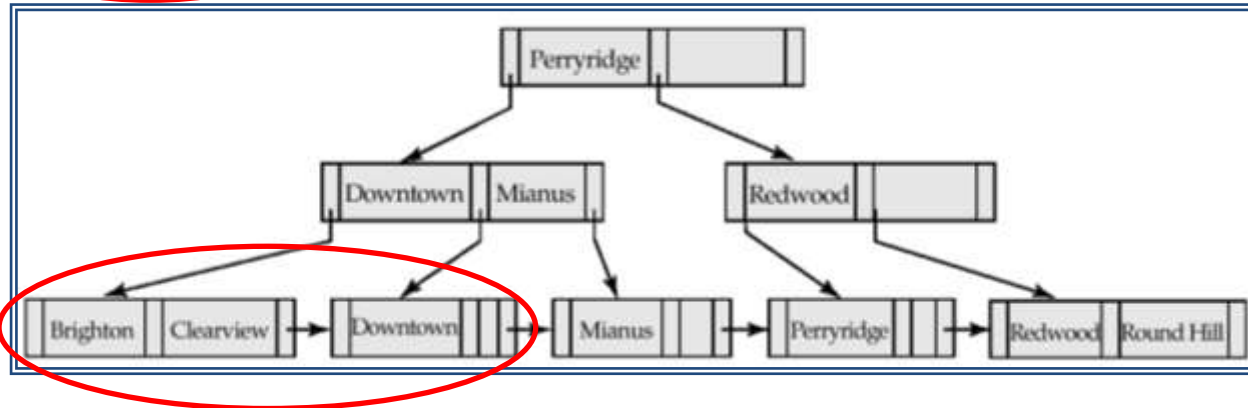 Perryridge
Downtown Mianus Redwood
Brighton Clearview Downtown Mianus Perryridge Redwood Round Hill